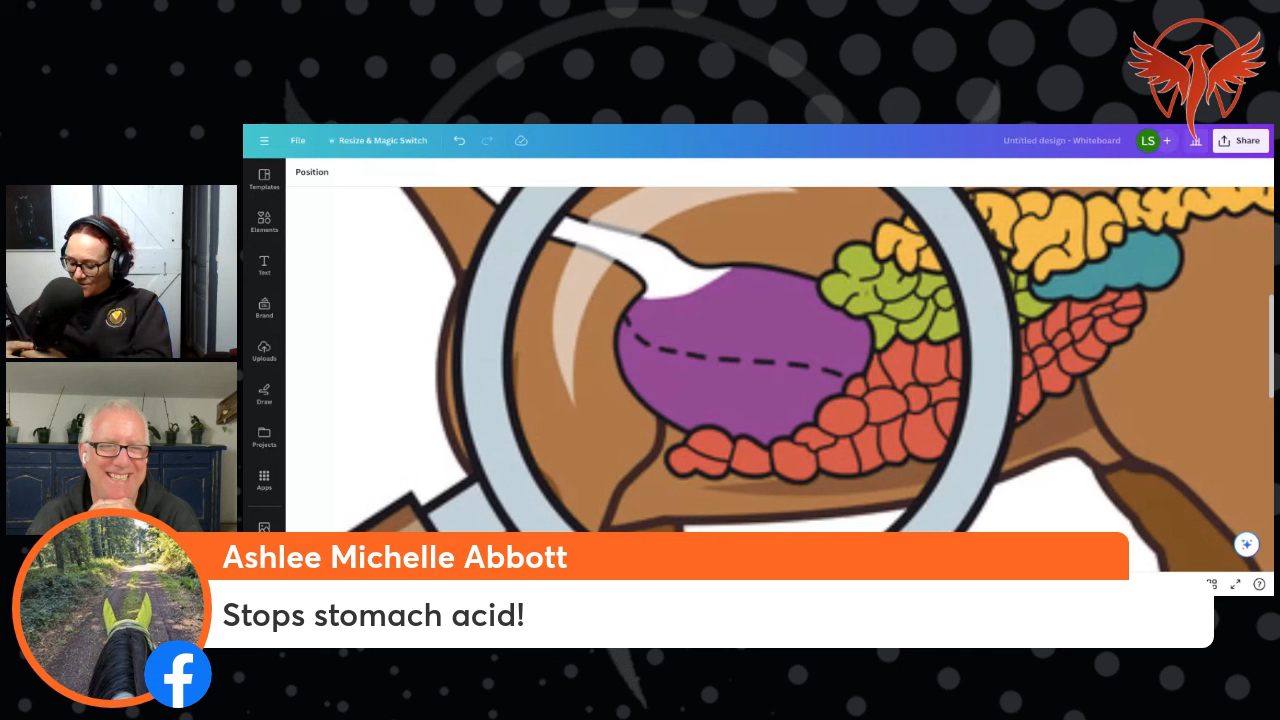 File
Resize & Magic Switch
Untitled design - Whiteboard
LS
+
Share
Position
Templates
Elements
Text
Brand
Uploads
Draw
Projects
Apps
Ashlee Michelle Abbott
Stops stomach acid!